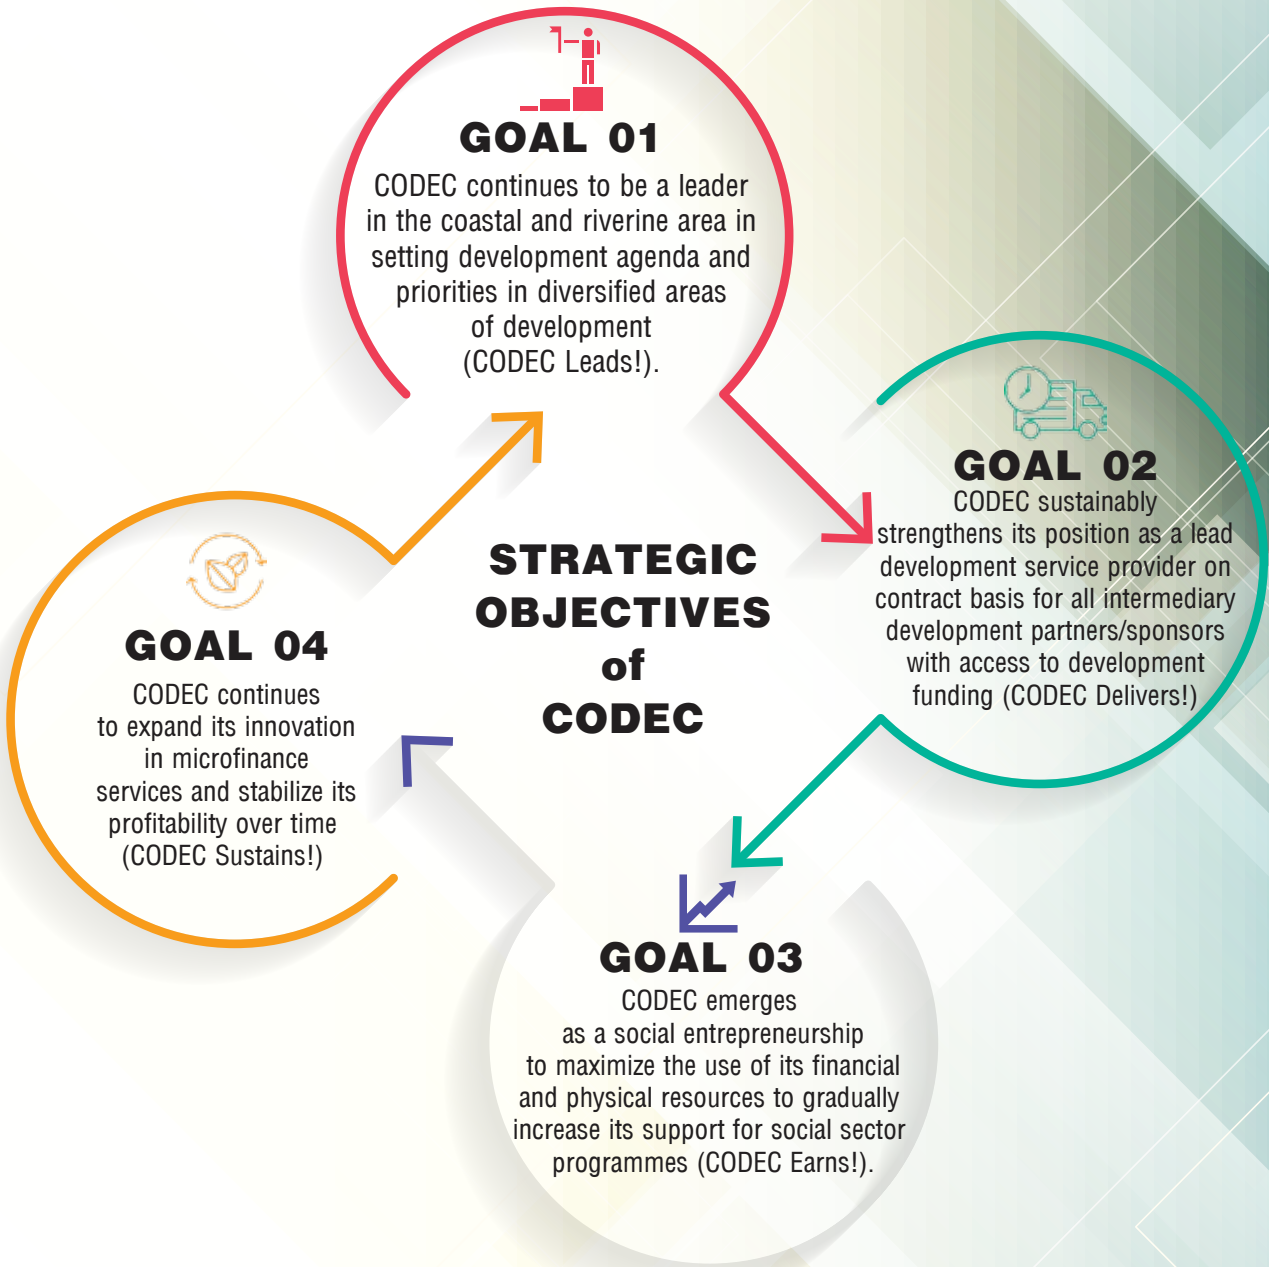 GOAL 01
CODEC continues to be a leader
in the coastal and riverine area in
setting development agenda and
priorities in diversified areas
of development
(CODEC Leads!).
GOAL 02
CODEC sustainably
strengthens its position as a lead
development service provider on
contract basis for all intermediary
development partners/sponsors
with access to development
funding (CODEC Delivers!)
STRATEGIC
OBJECTIVES
of
CODEC
GOAL 03
CODEC emerges
as a social entrepreneurship
to maximize the use of its financial
and physical resources to gradually
increase its support for social sector
programmes (CODEC Earns!).
GOAL 04
CODEC continues
to expand its innovation
in microfinance
services and stabilize its
profitability over time
(CODEC Sustains!)